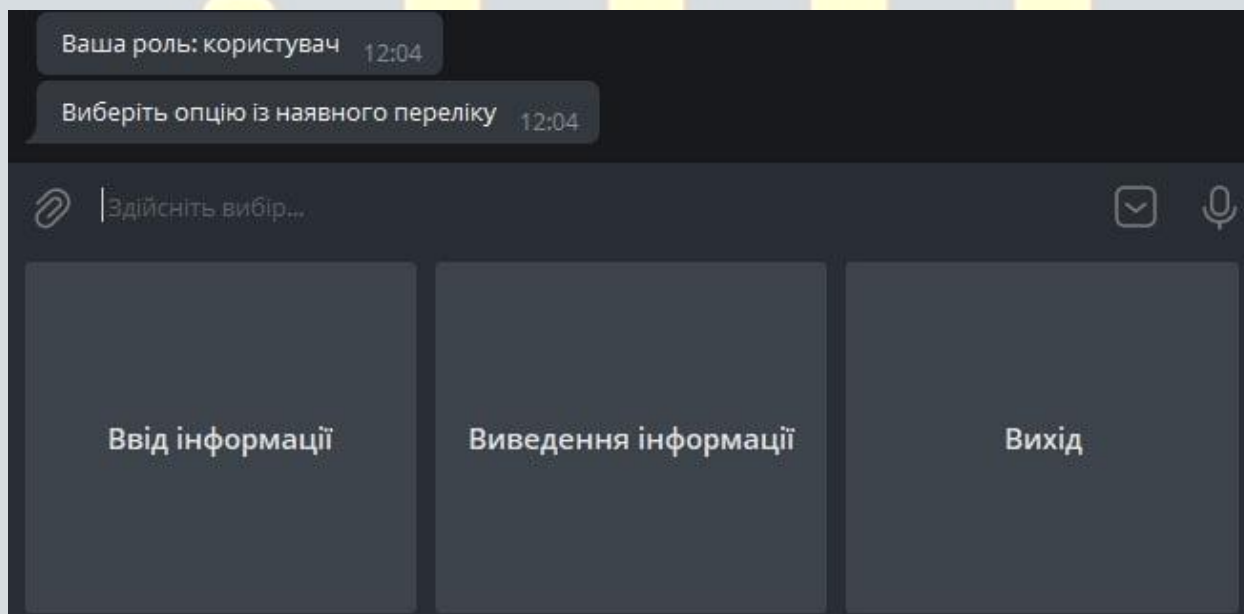 Ваша роль: користувач 12:04
Виберіть опцію із наявного переліку 12:04
Здійсніть вибір...
Ввід інформації
Виведення інформації
Вихід